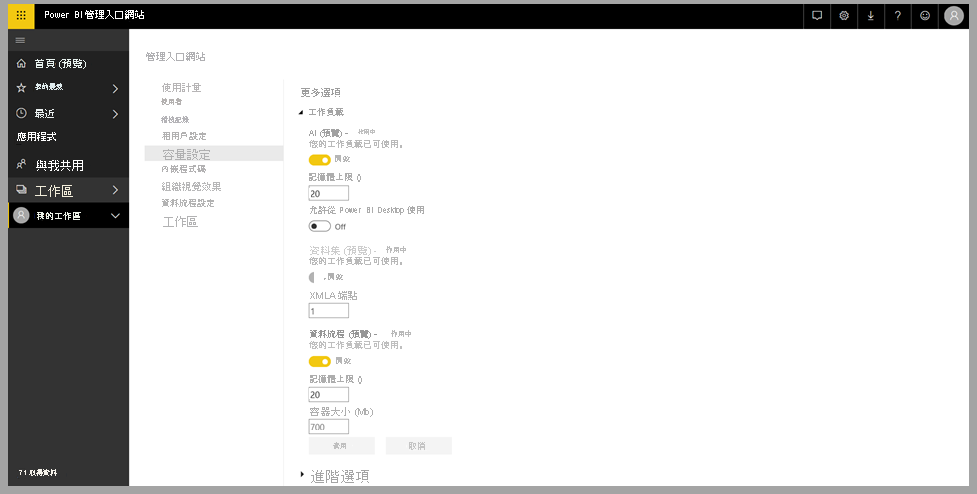 Power BI 管理入口網站
首頁 (預覽)
我的最愛
最近
應用程式
與我共用
工作區
我的工作區
取得資料
管理入口網站
使用計量
使用者
稽核記錄
租用戶設定
容量設定
內嵌程式碼
組織視覺效果
資料流程設定
工作區
更多選項
工作負載
AI (預覽) - 作用中
您的工作負載已可使用。
開啟
記憶體上限 ()
20
允許從 Power BI Desktop 使用
Off
資料集 (預覽) - 作用中
您的工作負載已可使用。
開啟
XMLA 端點
1
資料流程 (預覽) - 作用中
您的工作負載已可使用。
開啟
記憶體上限 ()
20
容器大小 (Mb)
700
套用
取消
進階選項